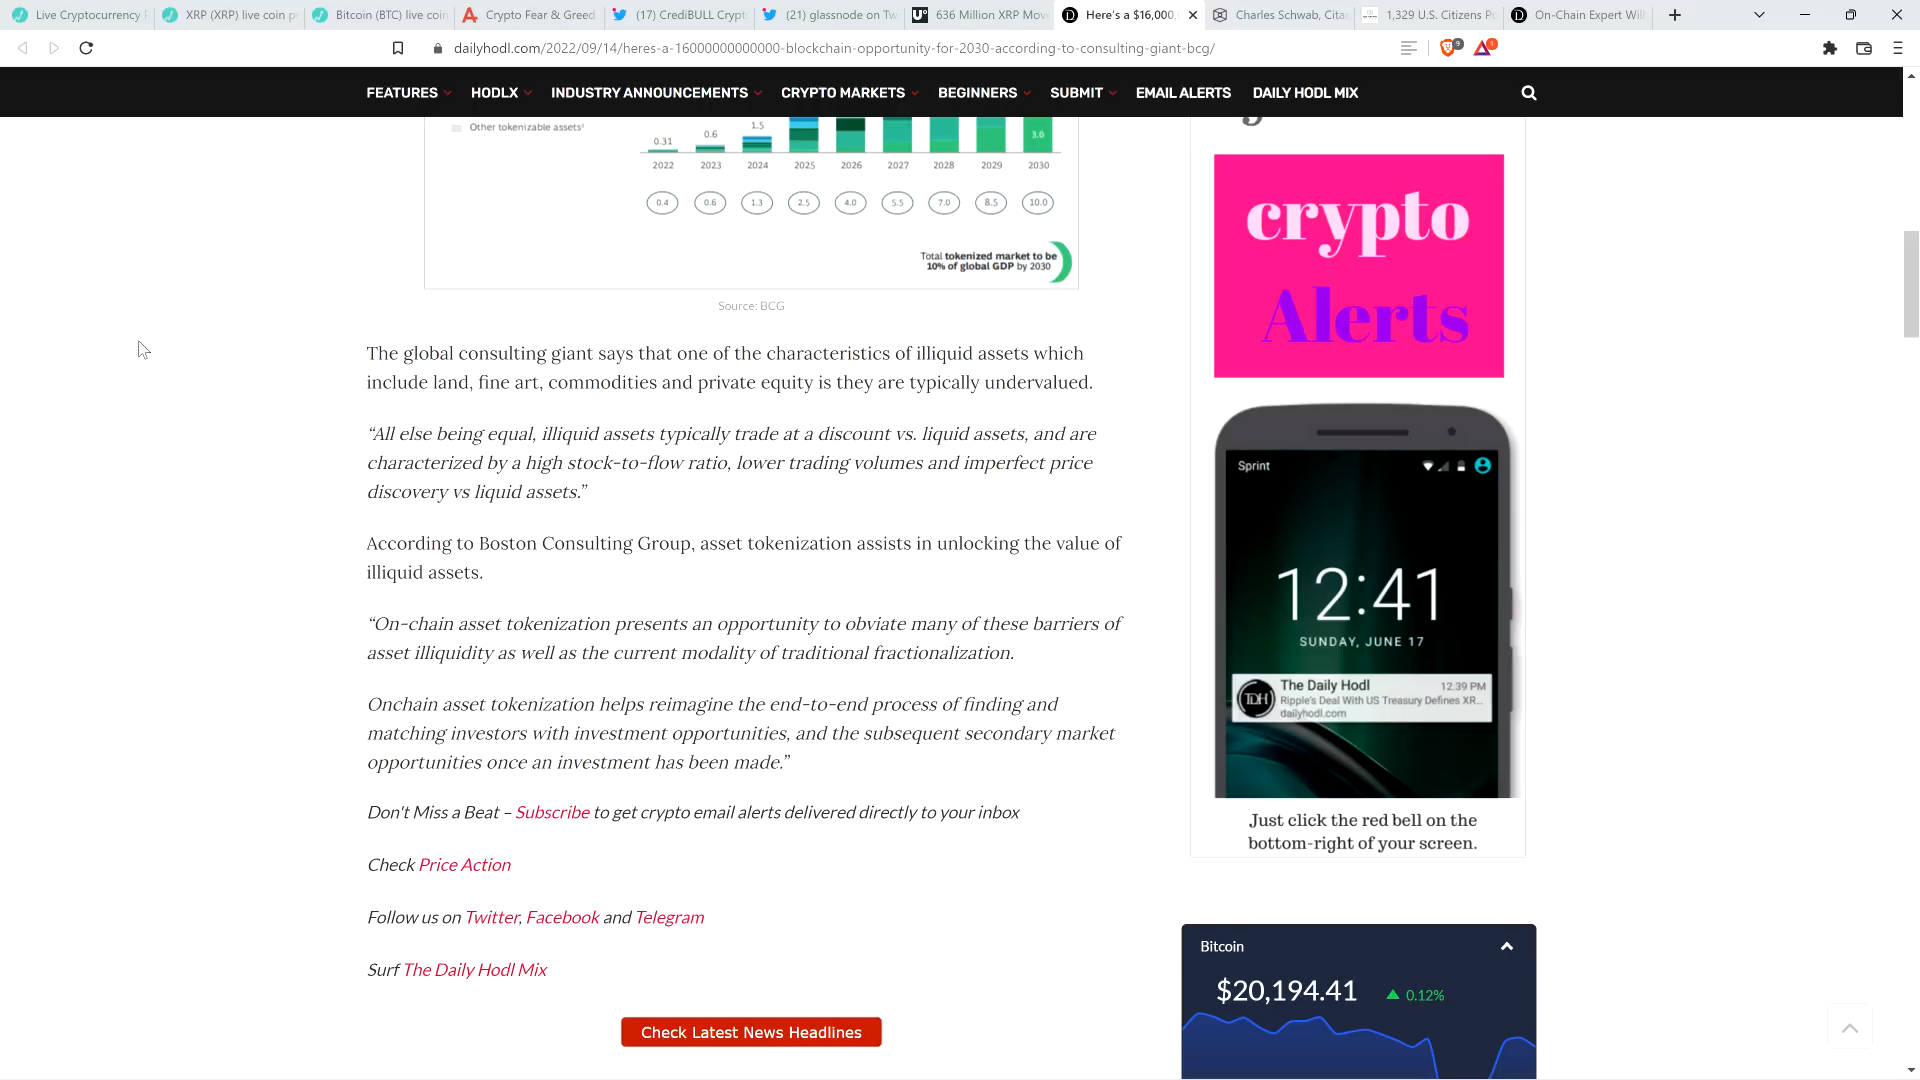 Live Cryptocurrency
XRP (XRP) live coin p
Bitcoin (BTC) live coin
Crypto Fear & Greed
(17) CrediBULL Crypt
(21) glassnode on Tw
636 Million XRP Mov
Here's a $16,000,
Charles Schwab, Cita
1,329 U.S. Citizens Pu
On-Chain Expert Will
dailyhodl.com/2022/09/14/heres-a-16000000000000-blockchain-opportunity-for-2030-according-to-consulting-giant-bcg/
9
1
FEATURES HODLX INDUSTRY ANNOUNCEMENTS CRYPTO MARKETS BEGINNERS SUBMIT EMAIL ALERTS DAILY HODL MIX
Other tokenizable assets³
0.31 0.6 1.5 3.0
2022 2023 2024 2025 2026 2027 2028 2029 2030
0.4 0.6 1.3 2.5 4.0 5.5 7.0 8.5 10.0
Total tokenized market to be
10% of global GDP by 2030
Source: BCG
The global consulting giant says that one of the characteristics of illiquid assets which
include land, fine art, commodities and private equity is they are typically undervalued.
“All else being equal, illiquid assets typically trade at a discount vs. liquid assets, and are
characterized by a high stock-to-flow ratio, lower trading volumes and imperfect price
discovery vs liquid assets.”
According to Boston Consulting Group, asset tokenization assists in unlocking the value of
illiquid assets.
“On-chain asset tokenization presents an opportunity to obviate many of these barriers of
asset illiquidity as well as the current modality of traditional fractionalization.
Onchain asset tokenization helps reimagine the end-to-end process of finding and
matching investors with investment opportunities, and the subsequent secondary market
opportunities once an investment has been made.”
Don't Miss a Beat – Subscribe to get crypto email alerts delivered directly to your inbox
Check Price Action
Follow us on Twitter, Facebook and Telegram
Surf The Daily Hodl Mix
Check Latest News Headlines
crypto
Alerts
Sprint
12:41
SUNDAY, JUNE 17
TDH
The Daily Hodl 12:39 PM
Ripple's Deal With US Treasury Defines XR...
dailyhodl.com
Just click the red bell on the
bottom-right of your screen.
Bitcoin
$20,194.41 0.12%